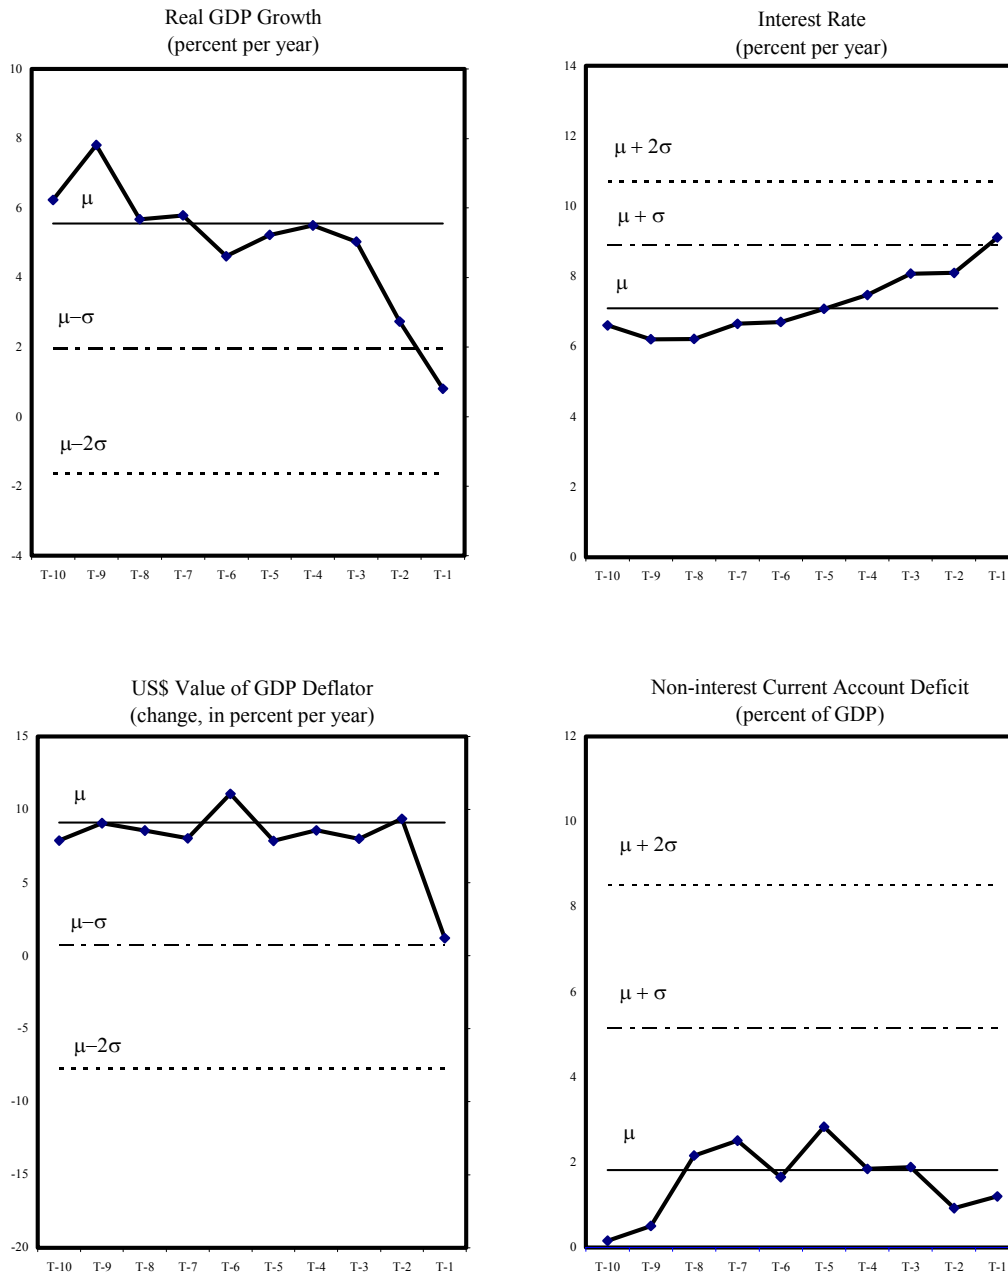 Real GDP Growth
(percent per year)
10
8
6
4
2
0
-2
-4
μ
μ−σ
μ−2σ
T-10 T-9 T-8 T-7 T-6 T-5 T-4 T-3 T-2 T-1
Interest Rate
(percent per year)
14
12
10
8
6
4
2
0
μ + 2σ
μ + σ
μ
T-10 T-9 T-8 T-7 T-6 T-5 T-4 T-3 T-2 T-1
US$ Value of GDP Deflator
(change, in percent per year)
15
10
5
0
-5
-10
-15
-20
μ
μ−σ
μ−2σ
T-10 T-9 T-8 T-7 T-6 T-5 T-4 T-3 T-2 T-1
Non-interest Current Account Deficit
(percent of GDP)
12
10
8
6
4
2
0
μ + 2σ
μ + σ
μ
T-10 T-9 T-8 T-7 T-6 T-5 T-4 T-3 T-2 T-1